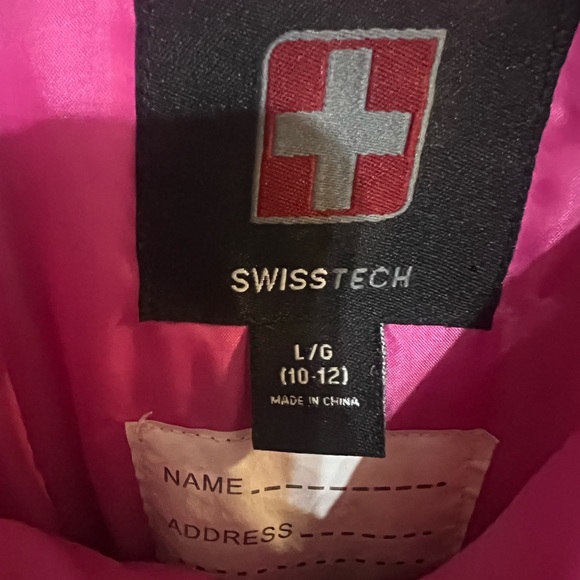 SWISSTECH
L/G
(10-12)
MADE IN CHINA
NAME
ADDRESS